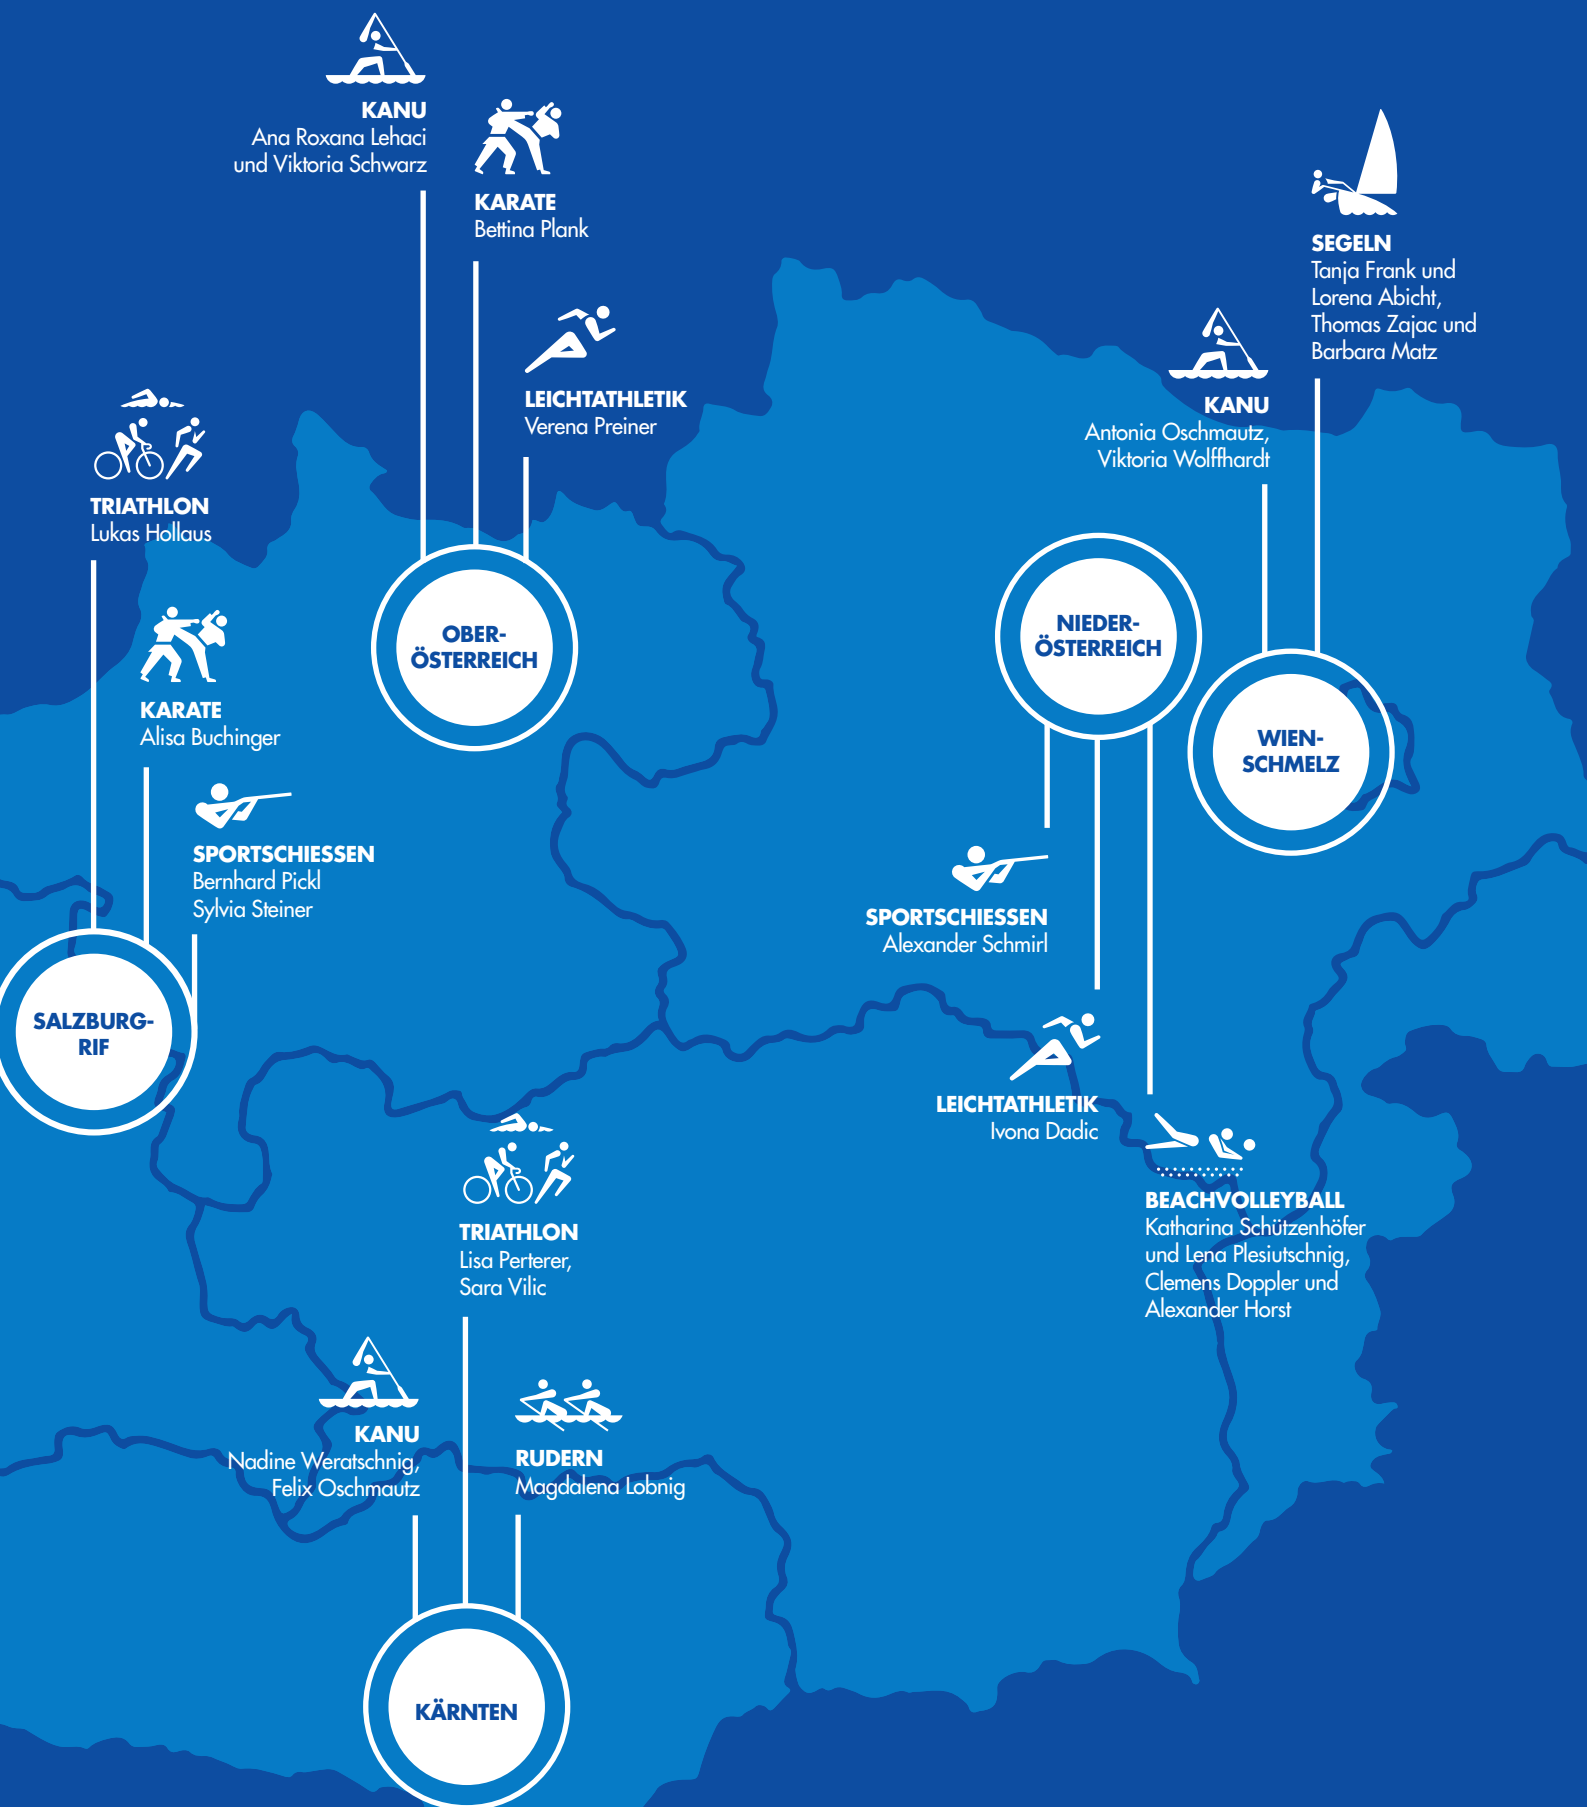 KANU
Ana Roxana Lehaci
und Viktoria Schwarz
KARATE
Bettina Plank
LEICHTATHLETIK
Verena Preiner
OBER-
ÖSTERREICH
SEGELN
Tanja Frank und
Lorena Abicht,
Thomas Zajac und
Barbara Matz
KANU
Antonia Oschmautz,
Viktoria Wolffhardt
WIEN-
SCHMELZ
NIEDER-
ÖSTERREICH
SPORTSCHIESSEN
Alexander Schmirl
LEICHTATHLETIK
Ivona Dadic
BEACHVOLLEYBALL
Katharina Schützenhöfer
und Lena Plesiutschnig,
Clemens Doppler und
Alexander Horst
TRIATHLON
Lukas Hollaus
KARATE
Alisa Buchinger
SPORTSCHIESSEN
Bernhard Pickl
Sylvia Steiner
SALZBURG-
RIF
TRIATHLON
Lisa Perterer,
Sara Vilic
KANU
Nadine Weratschnig,
Felix Oschmautz
RUDERN
Magdalena Lobnig
KÄRNTEN